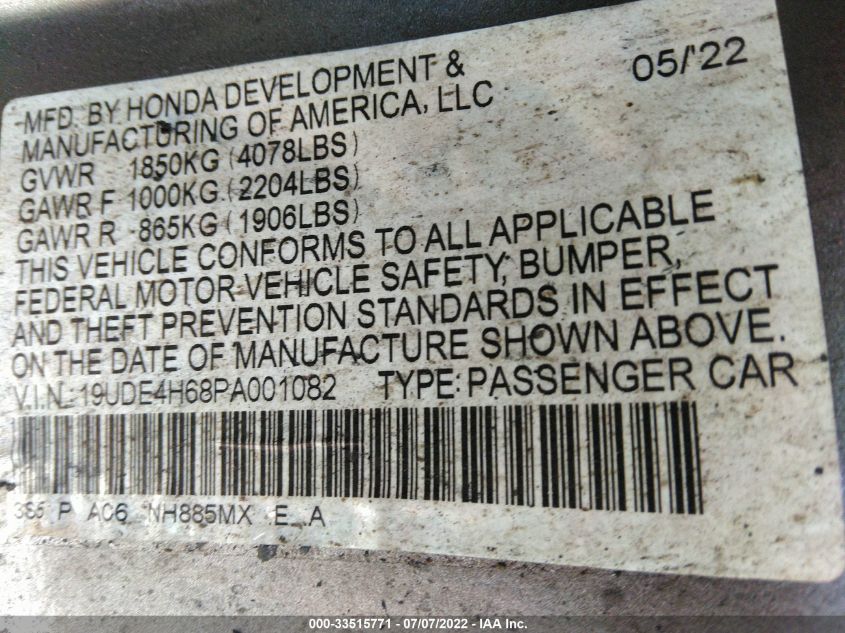 MFD. BY HONDA DEVELOPMENT &
MANUFACTURING OF AMERICA, LLC
05/'22
GVWR 1850KG (4078LBS)
GAWR F 1000KG (2204LBS)
GAWR R 865KG (1906LBS)
THIS VEHICLE CONFORMS TO ALL APPLICABLE
FEDERAL MOTOR VEHICLE SAFETY, BUMPER,
AND THEFT PREVENTION STANDARDS IN EFFECT
ON THE DATE OF MANUFACTURE SHOWN ABOVE.
V.I.N.: 19UDE4H68PA001082 TYPE: PASSENGER CAR
P AC6 NH885MX E A
000-33515771 - 07/07/2022 - IAA Inc.